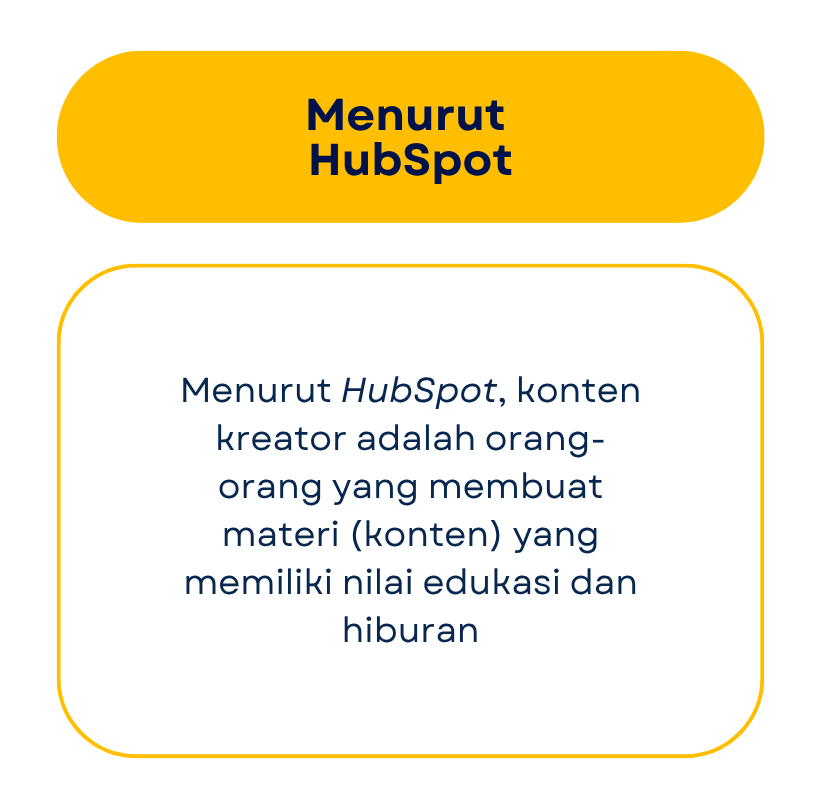 Menurut
HubSpot
Menurut HubSpot, konten
kreator adalah orang-
orang yang membuat
materi (konten) yang
memiliki nilai edukasi dan
hiburan